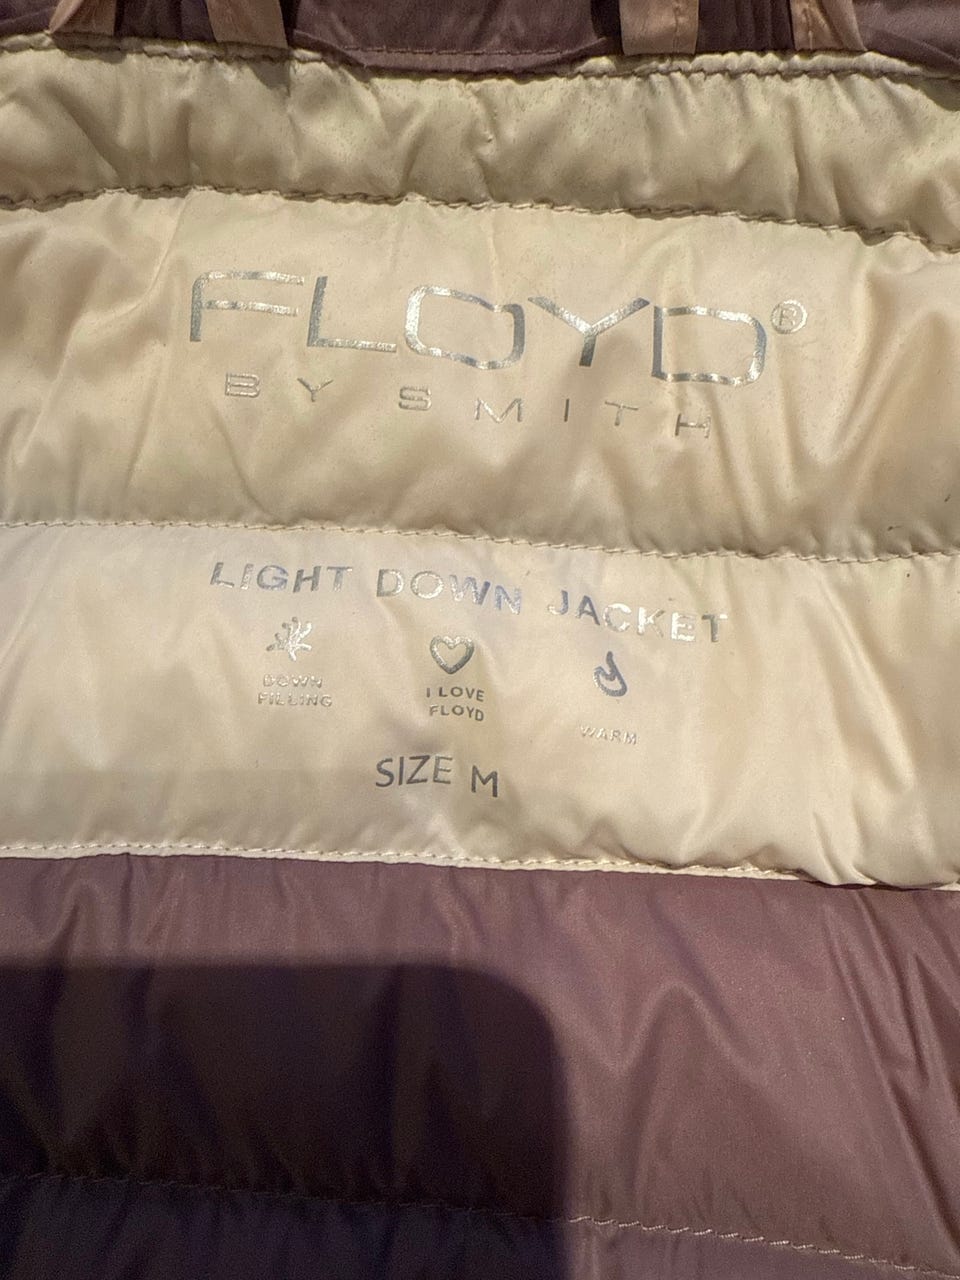 FLOYD®
BY SMITH
LIGHT DOWN JACKET
DOWN FILLING
I LOVE FLOYD
WARM
SIZE M